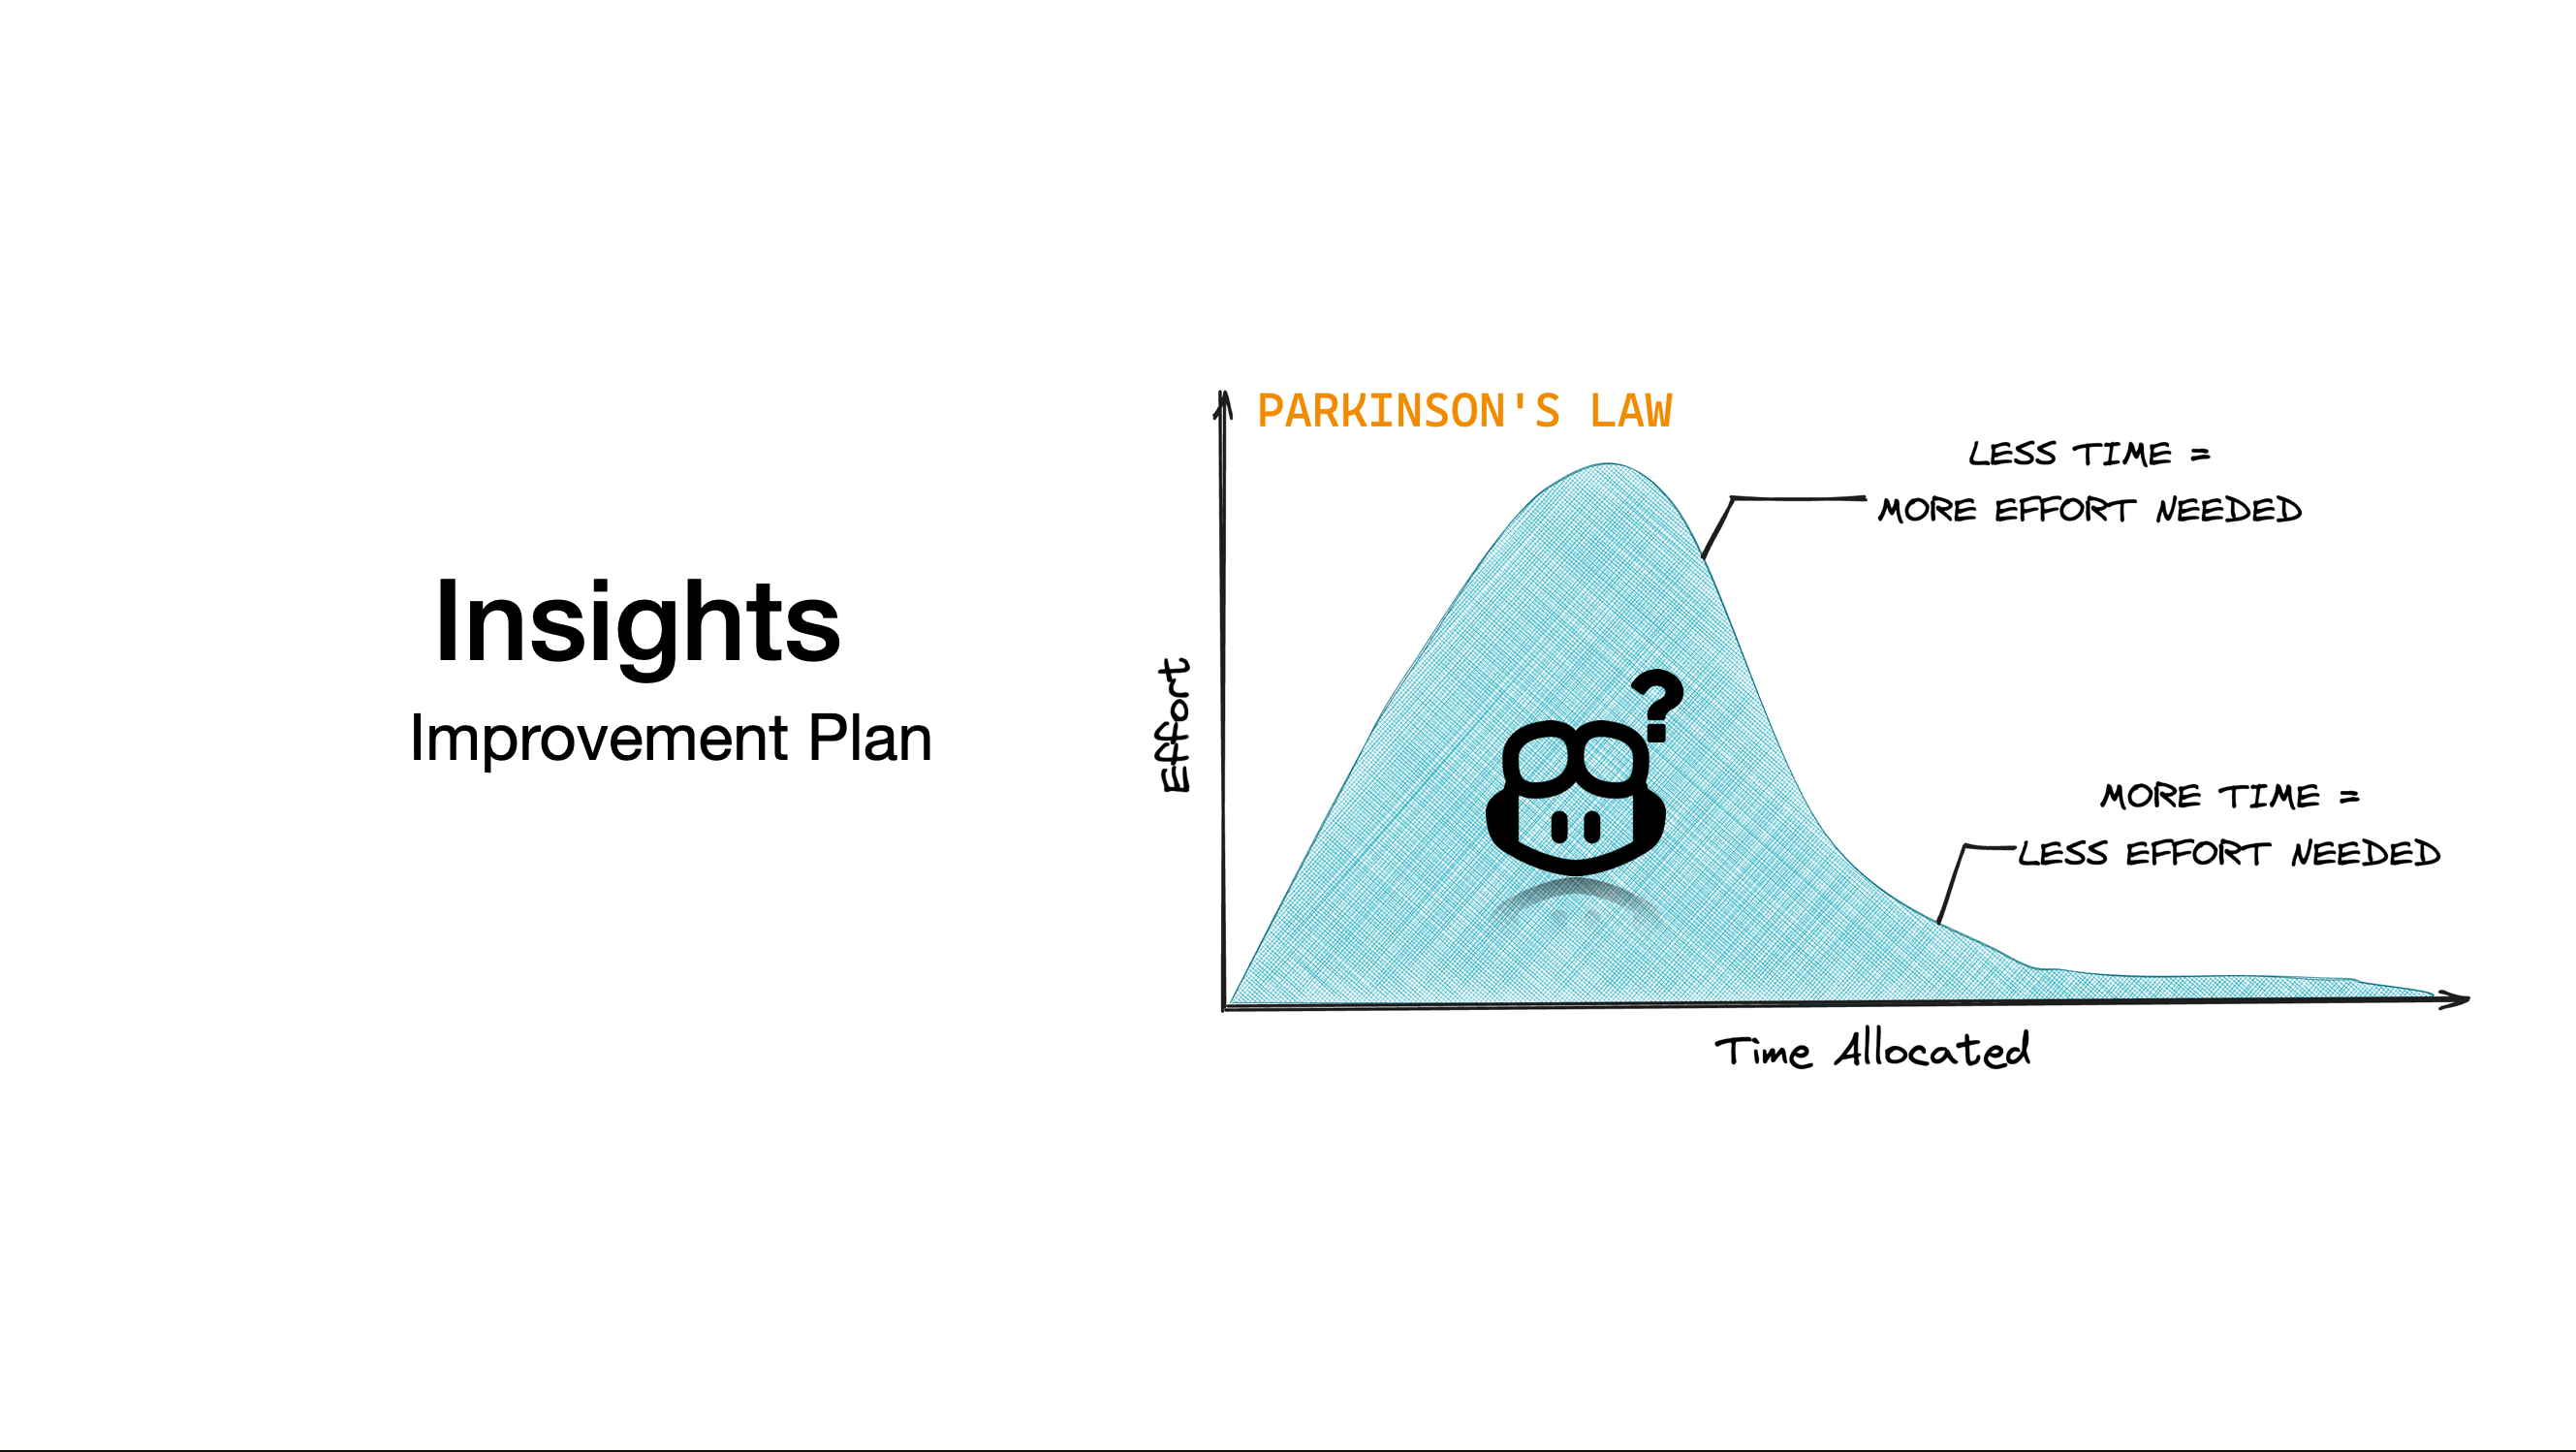 Insights
Improvement Plan
PARKINSON'S LAW
LESS TIME =
MORE EFFORT NEEDED
?
MORE TIME =
LESS EFFORT NEEDED
Effort
Time Allocated